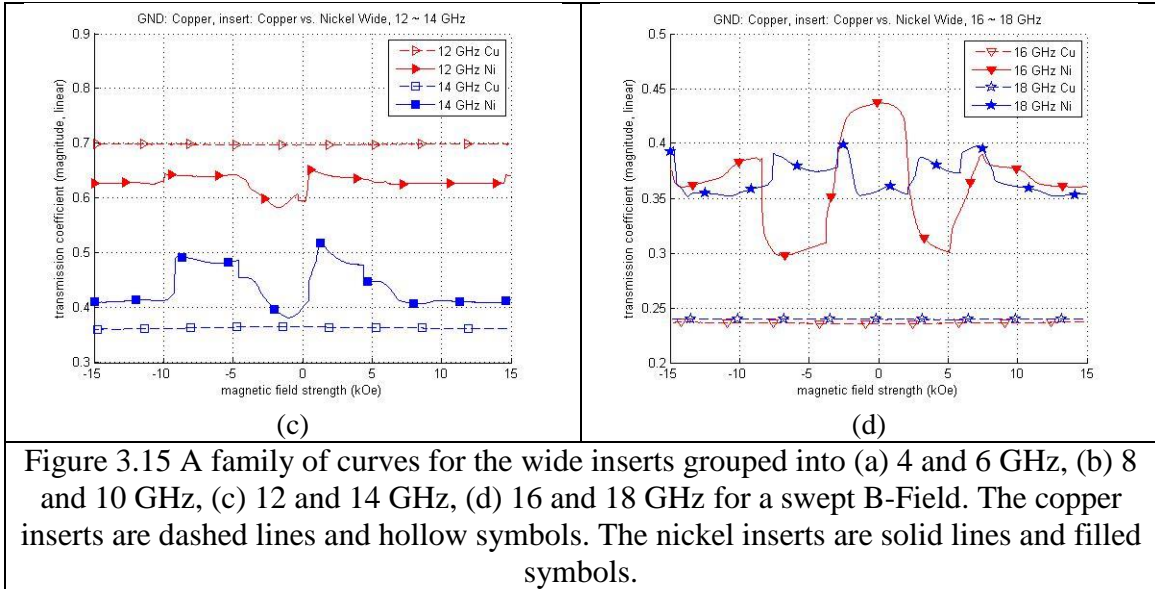 GND: Copper, insert: Copper vs. Nickel Wide, 12 ~ 14 GHz
0.9
0.8
0.7
0.6
0.5
0.4
0.3
transmission coefficient (magnitude, linear)
12 GHz Cu
12 GHz Ni
14 GHz Cu
14 GHz Ni
-15 -10 -5 0 5 10 15
magnetic field strength (kOe)
(c)
GND: Copper, insert: Copper vs. Nickel Wide, 16 ~ 18 GHz
0.5
0.45
0.4
0.35
0.3
0.25
0.2
transmission coefficient (magnitude, linear)
16 GHz Cu
16 GHz Ni
18 GHz Cu
18 GHz Ni
-15 -10 -5 0 5 10 15
magnetic field strength (kOe)
(d)
Figure 3.15 A family of curves for the wide inserts grouped into (a) 4 and 6 GHz, (b) 8
and 10 GHz, (c) 12 and 14 GHz, (d) 16 and 18 GHz for a swept B-Field. The copper
inserts are dashed lines and hollow symbols. The nickel inserts are solid lines and filled
symbols.